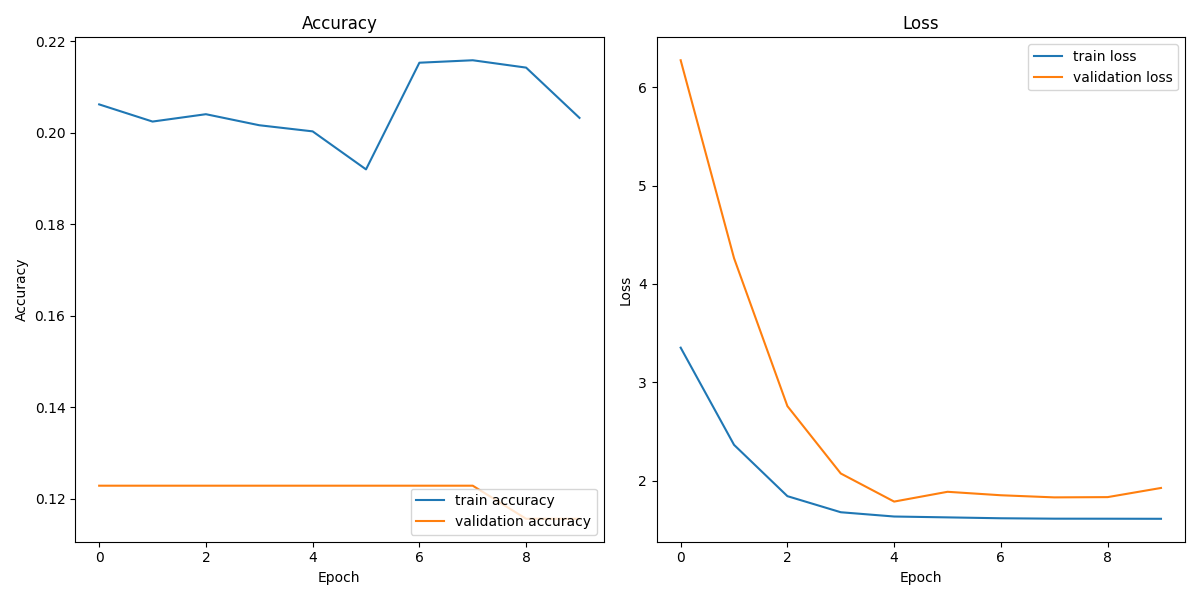 Accuracy
0.22
0.20
0.18
0.16
0.14
0.12
Accuracy
train accuracy
validation accuracy
0 2 4 6 8
Epoch
Loss
train loss
validation loss
6
5
4
3
2
Loss
0 2 4 6 8
Epoch